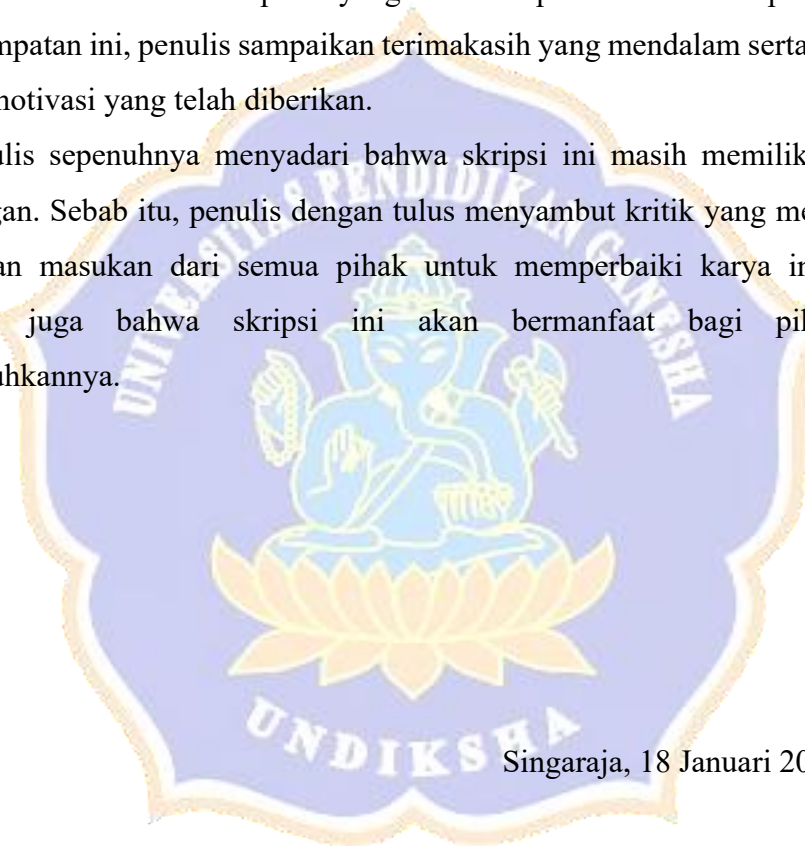 mpatan ini, penulis sampaikan terimakasih yang mendalam serta
motivasi yang telah diberikan.
ulis sepenuhnya menyadari bahwa skripsi ini masih memilik
gan. Sebab itu, penulis dengan tulus menyambut kritik yang me
an masukan dari semua pihak untuk memperbaiki karya in
juga bahwa skripsi ini akan bermanfaat bagi pil
uhkannya.
UNIVERSITAS PENDIDIKAN GANESHA
UNDIKSHA
Singaraja, 18 Januari 20